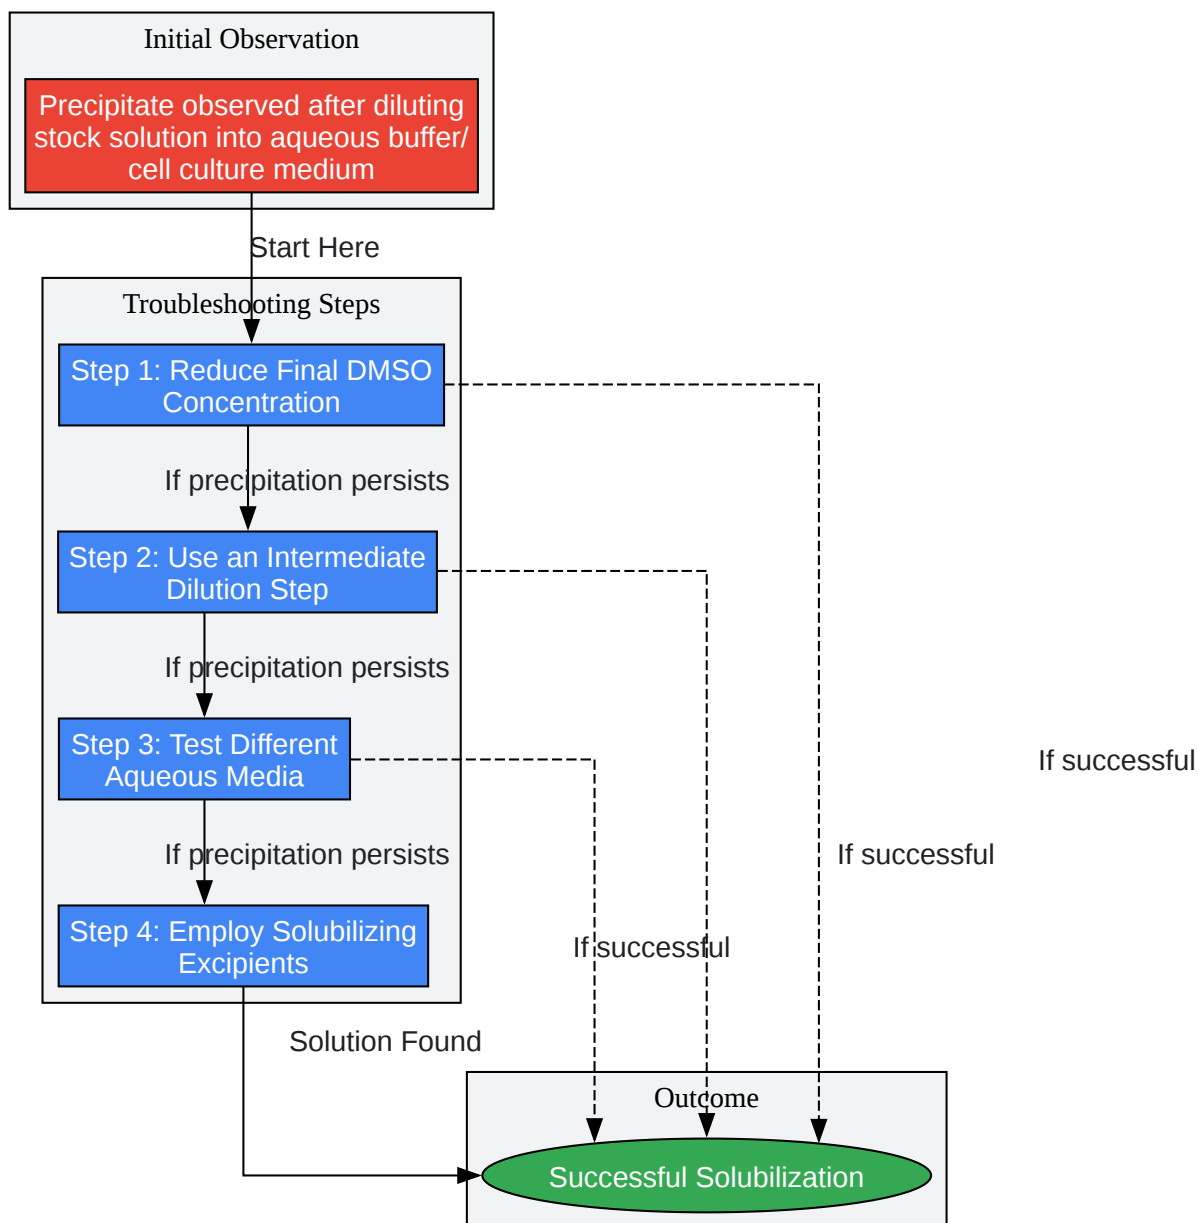 Initial Observation
Precipitate observed after diluting
stock solution into aqueous buffer/
cell culture medium
Start Here
Troubleshooting Steps
Step 1: Reduce Final DMSO
Concentration
If precipitation persists
Step 2: Use an Intermediate
Dilution Step
If precipitation persists
Step 3: Test Different
Aqueous Media
If successful
If precipitation persists
If successful
Step 4: Employ Solubilizing
Excipients
If successful
Solution Found
Outcome
Successful Solubilization